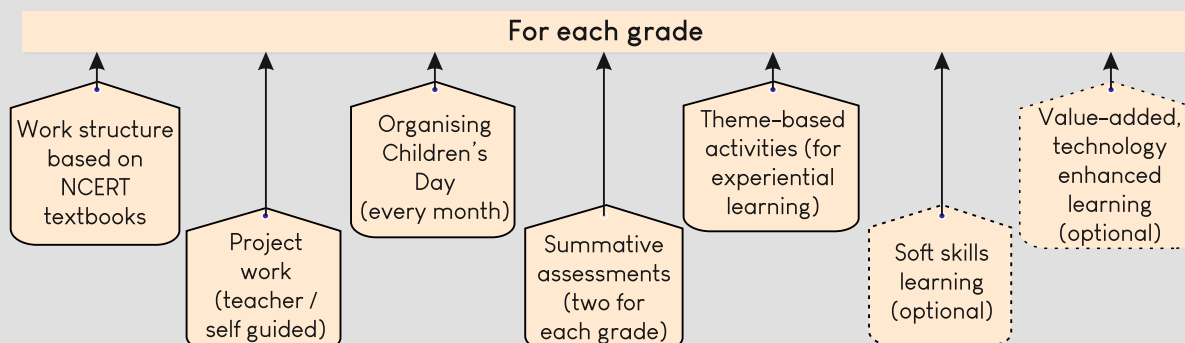 For each grade
Work structure
based on
NCERT
textbooks
Project
work
(teacher /
self guided)
Organising
Children's
Day
(every month)
Summative
assessments
(two for
each grade)
Theme-based
activities (for
experiential
learning)
Soft skills
learning
(optional)
Value-added,
technology
enhanced
learning
(optional)